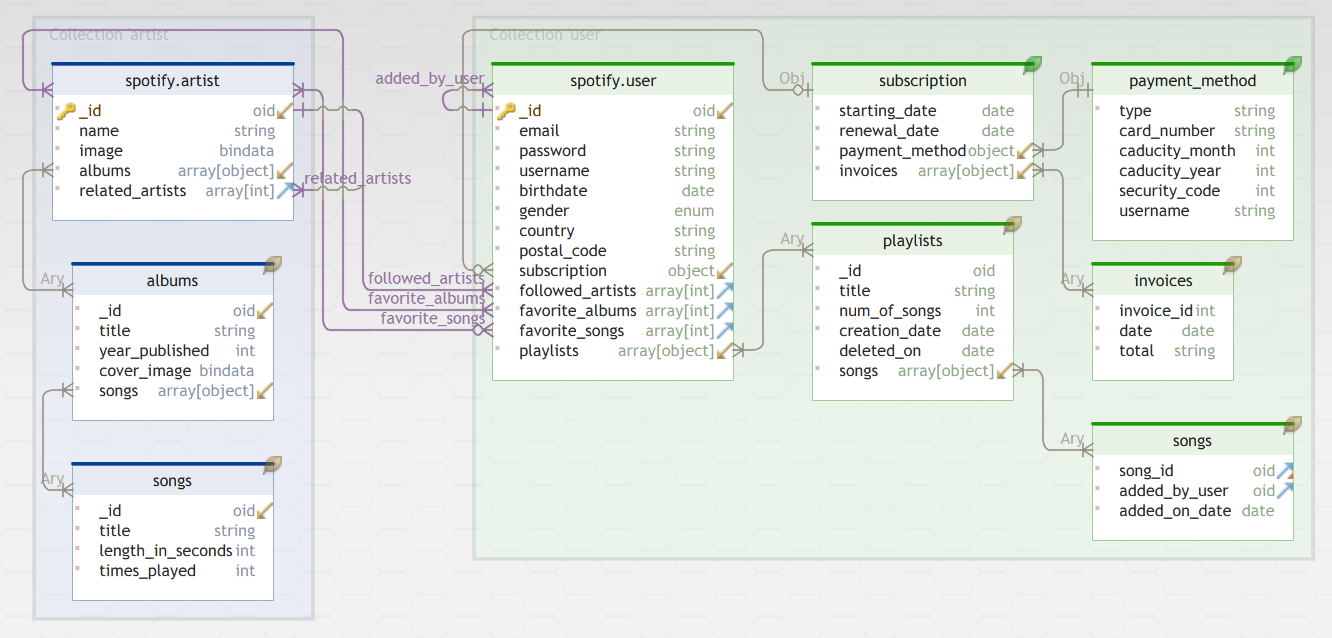 Collection 'artist'
spotify.artist
_id oid
name string
image bindata
albums array[object]
related_artists array[int]
related_artists
Ary
albums
_id oid
title string
year_published int
cover_image bindata
songs array[object]
Ary
songs
_id oid
title string
length_in_seconds int
times_played int
Collection 'user'
added_by_user
followed_artists
favorite_albums
favorite_songs
spotify.user
_id oid
email string
password string
username string
birthdate date
gender enum
country string
postal_code string
subscription object
followed_artists array[int]
favorite_albums array[int]
favorite_songs array[int]
playlists array[object]
Obj
subscription
starting_date date
renewal_date date
payment_method object
invoices array[object]
Obj
payment_method
type string
card_number string
caducity_month int
caducity_year int
security_code int
username string
Ary
playlists
_id oid
title string
num_of_songs int
creation_date date
deleted_on date
songs array[object]
Ary
invoices
invoice_id int
date date
total string
Ary
songs
song_id oid
added_by_user oid
added_on_date date